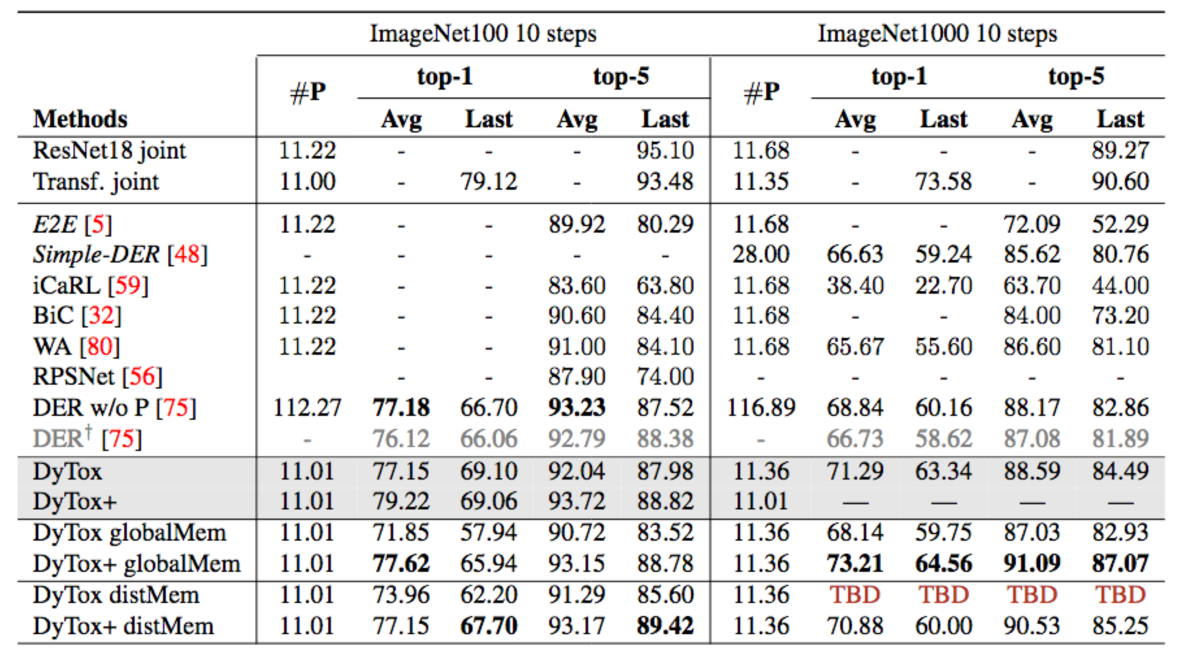 ImageNet100 10 steps ImageNet1000 10 steps
#P top-1 top-5 #P top-1 top-5
Methods Avg Last Avg Last Avg Last Avg Last
ResNet18 joint 11.22 - - - 95.10 11.68 - - - 89.27
Transf. joint 11.00 - 79.12 - 93.48 11.35 - 73.58 - 90.60
E2E [5] 11.22 - - 89.92 80.29 11.68 - - 72.09 52.29
Simple-DER [48] - - - - - 28.00 66.63 59.24 85.62 80.76
iCaRL [59] 11.22 - - 83.60 63.80 11.68 38.40 22.70 63.70 44.00
BiC [32] 11.22 - - 90.60 84.40 11.68 - - 84.00 73.20
WA [80] 11.22 - - 91.00 84.10 11.68 65.67 55.60 86.60 81.10
RPSNet [56] - - 87.90 74.00 - - - - -
DER w/o P [75] 112.27 77.18 66.70 93.23 87.52 116.89 68.84 60.16 88.17 82.86
DER† [75] - 76.12 66.06 92.79 88.38 - 66.73 58.62 87.08 81.89
DyTox 11.01 77.15 69.10 92.04 87.98 11.36 71.29 63.34 88.59 84.49
DyTox+ 11.01 79.22 69.06 93.72 88.82 11.01 — — — —
DyTox globalMem 11.01 71.85 57.94 90.72 83.52 11.36 68.14 59.75 87.03 82.93
DyTox+ globalMem 11.01 77.62 65.94 93.15 88.78 11.36 73.21 64.56 91.09 87.07
DyTox distMem 11.01 73.96 62.20 91.29 85.60 11.36 TBD TBD TBD TBD
DyTox+ distMem 11.01 77.15 67.70 93.17 89.42 11.36 70.88 60.00 90.53 85.25